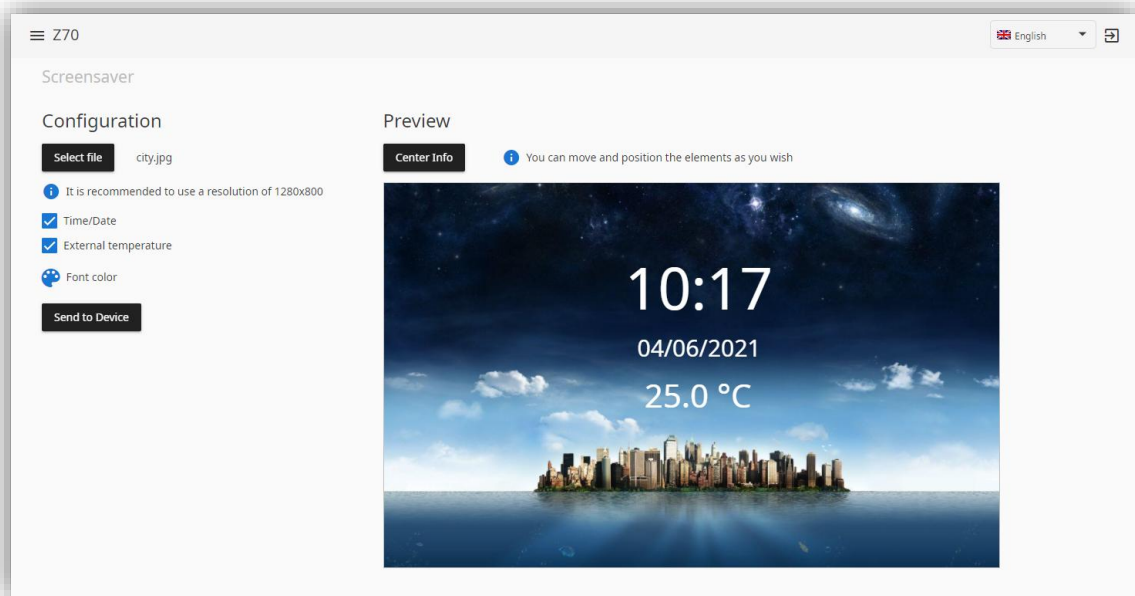 Z70
English
Screensaver
Configuration
Select file
city.jpg
It is recommended to use a resolution of 1280x800
Time/Date
External temperature
Font color
Send to Device
Preview
Center Info
You can move and position the elements as you wish
10:17
04/06/2021
25.0 °C